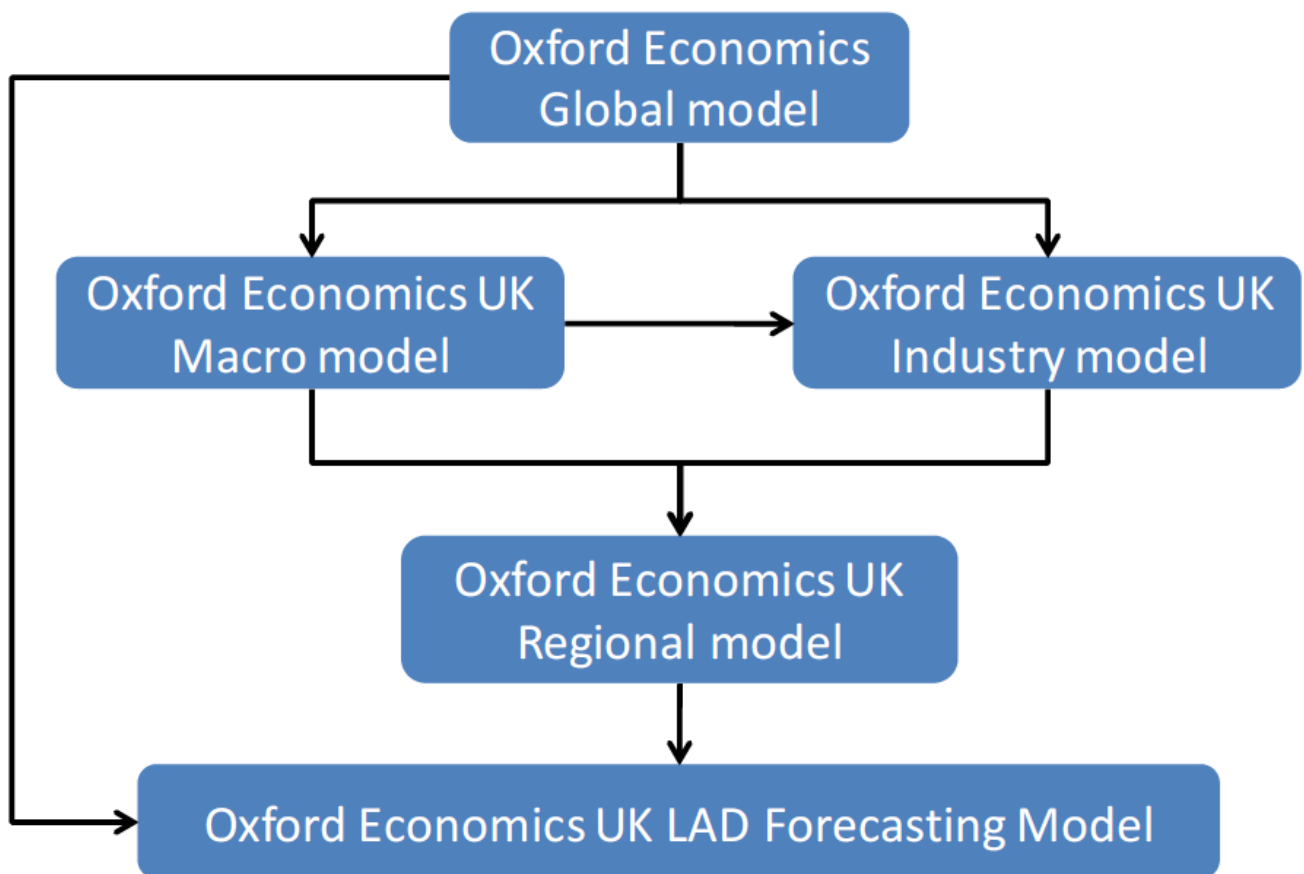 Oxford Economics
Global model
Oxford Economics UK
Macro model
Oxford Economics UK
Industry model
Oxford Economics UK
Regional model
Oxford Economics UK LAD Forecasting Model